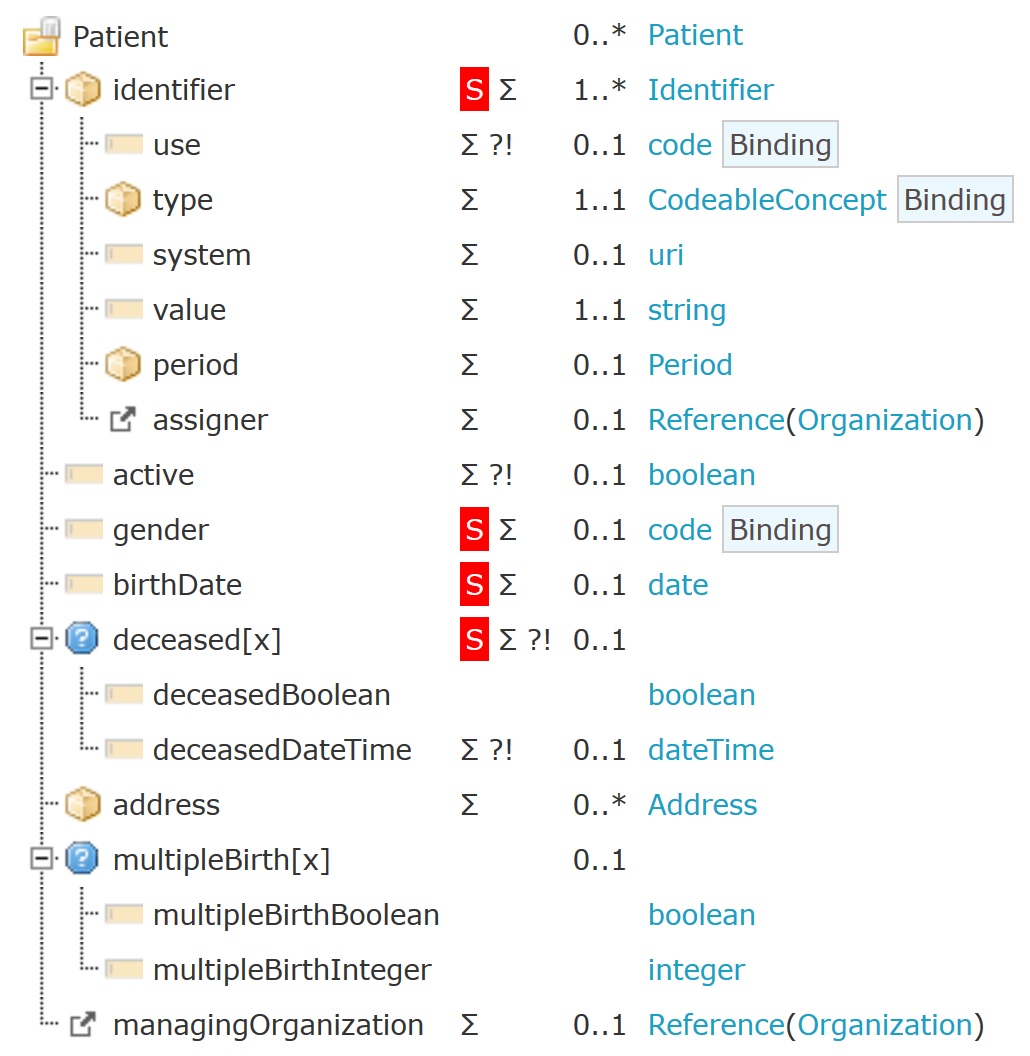 Patient 0..* Patient
identifier S Σ 1..* Identifier
use Σ ?! 0..1 code Binding
type Σ 1..1 CodeableConcept Binding
system Σ 0..1 uri
value Σ 1..1 string
period Σ 0..1 Period
assigner Σ 0..1 Reference(Organization)
active Σ ?! 0..1 boolean
gender S Σ 0..1 code Binding
birthDate S Σ 0..1 date
deceased[x] S Σ ?! 0..1
deceasedBoolean boolean
deceasedDateTime Σ ?! 0..1 dateTime
address Σ 0..* Address
multipleBirth[x] 0..1
multipleBirthBoolean boolean
multipleBirthInteger integer
managingOrganization Σ 0..1 Reference(Organization)